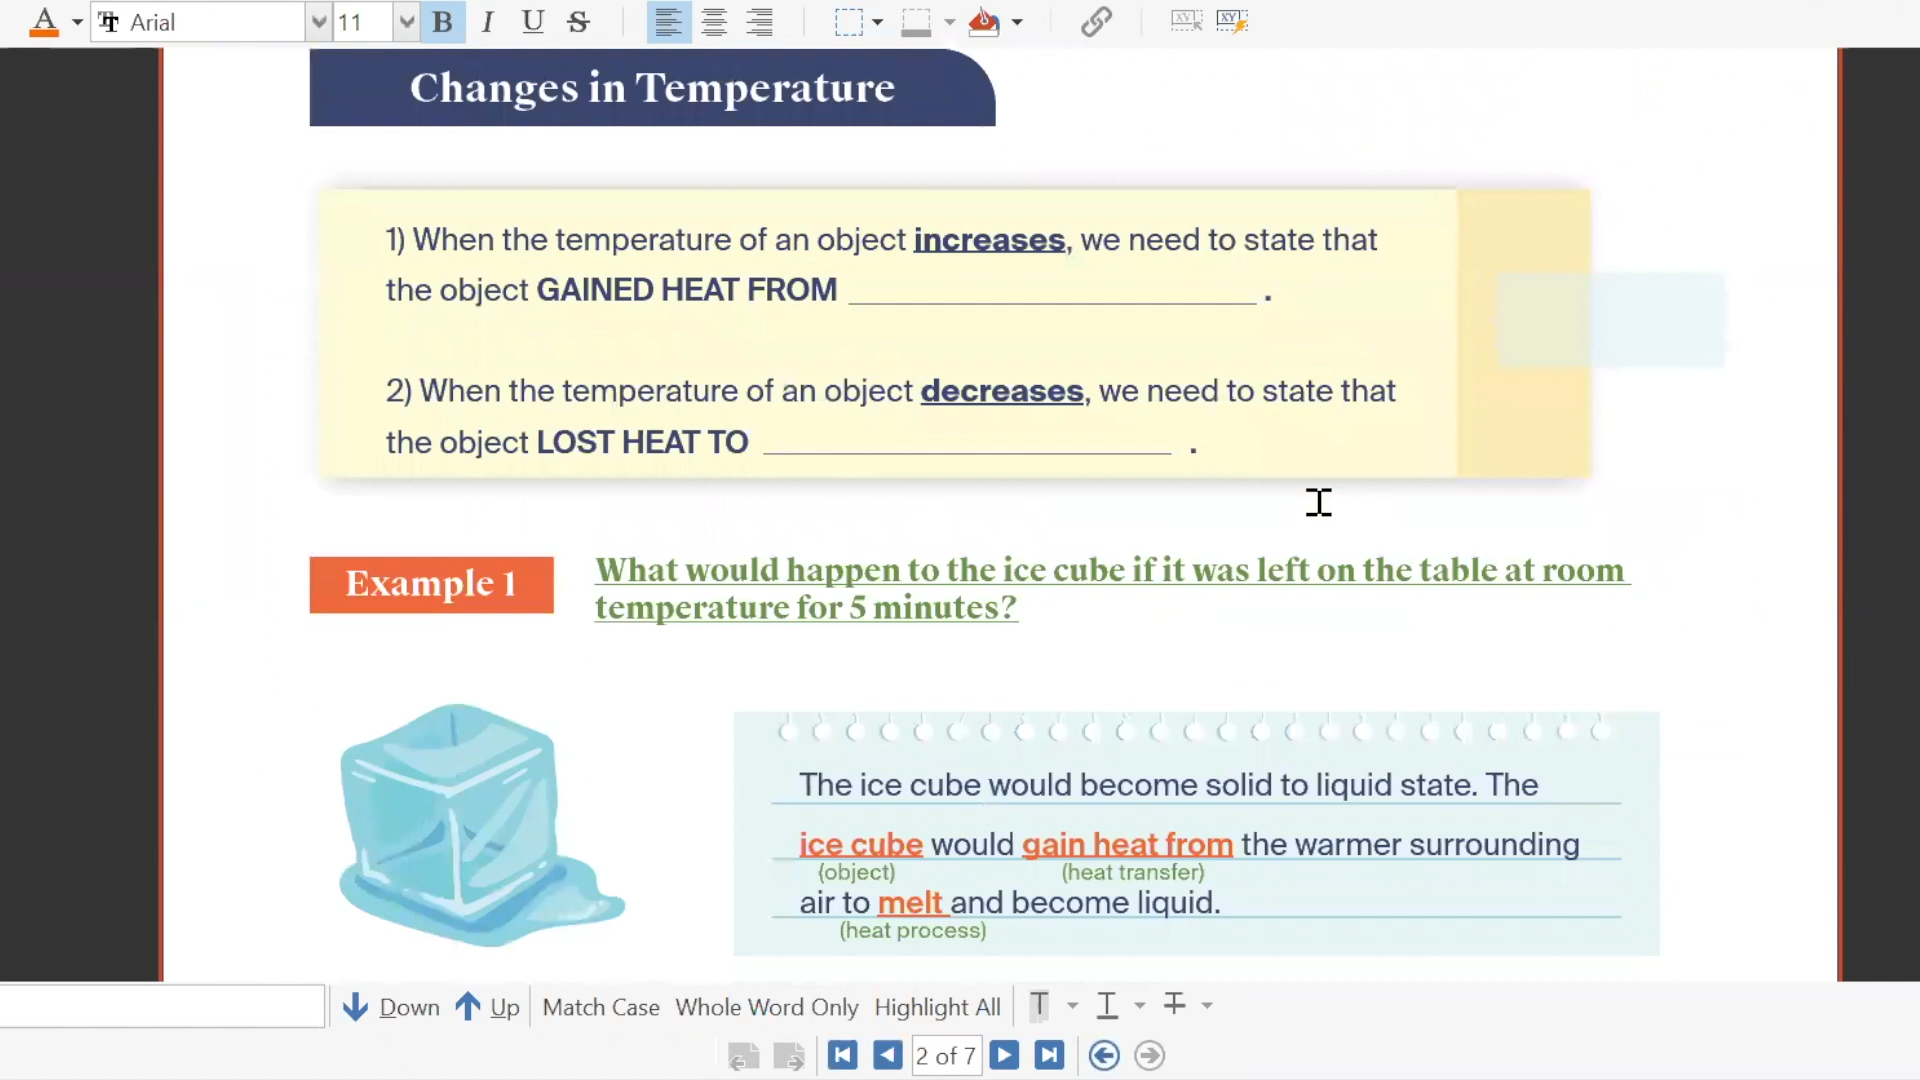 A Arial 11 B I U S
Changes in Temperature
1) When the temperature of an object increases, we need to state that
the object GAINED HEAT FROM _______________________ .
2) When the temperature of an object decreases, we need to state that
the object LOST HEAT TO _______________________ .
Example 1
What would happen to the ice cube if it was left on the table at room
temperature for 5 minutes?
The ice cube would become solid to liquid state. The
ice cube would gain heat from the warmer surrounding
(object) (heat transfer)
air to melt and become liquid.
(heat process)
Down Up Match Case Whole Word Only Highlight All T T T
2 of 7